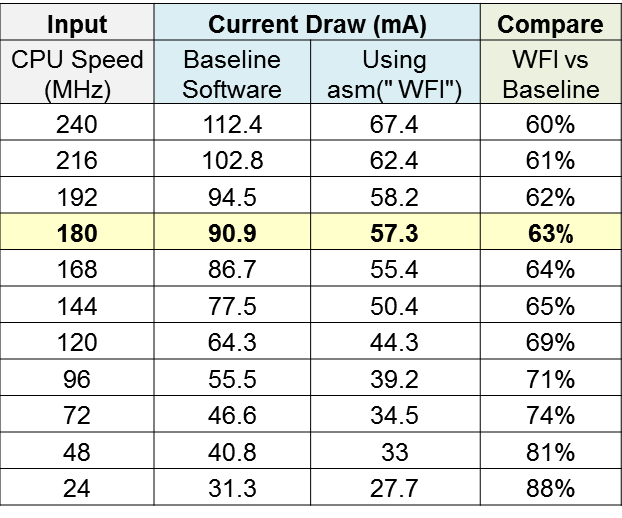 Input Current Draw (mA) Compare
CPU Speed (MHz) Baseline Software Using asm(" WFI") WFI vs Baseline
240 112.4 67.4 60%
216 102.8 62.4 61%
192 94.5 58.2 62%
180 90.9 57.3 63%
168 86.7 55.4 64%
144 77.5 50.4 65%
120 64.3 44.3 69%
96 55.5 39.2 71%
72 46.6 34.5 74%
48 40.8 33 81%
24 31.3 27.7 88%